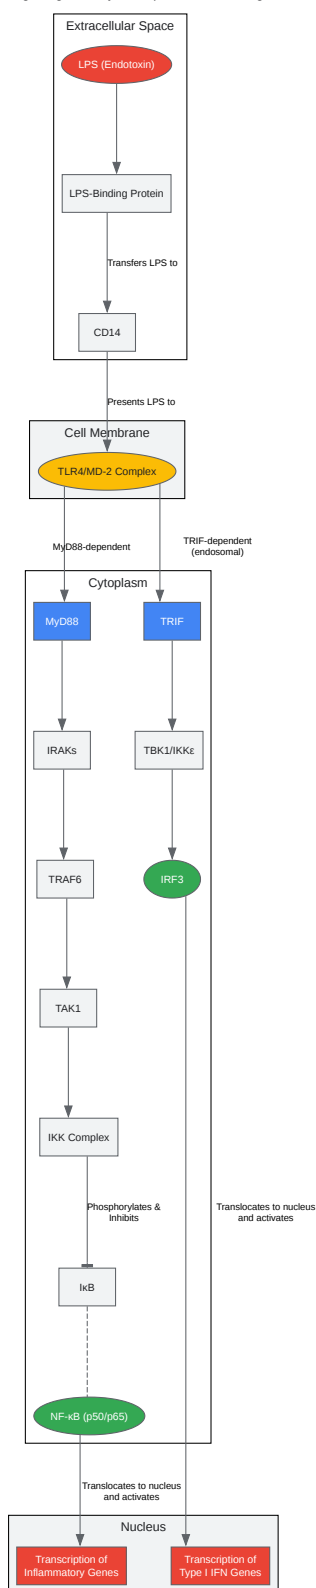 Extracellular Space
LPS (Endotoxin)
LPS-Binding Protein
Transfers LPS to
CD14
Presents LPS to
Cell Membrane
TLR4/MD-2 Complex
MyD88-dependent
TRIF-dependent
(endosomal)
Cytoplasm
MyD88
TRIF
IRAKs
TBK1/IKKε
TRAF6
IRF3
TAK1
IKK Complex
Phosphorylates &
Inhibits
Translocates to nucleus
and activates
IκB
NF-κB (p50/p65)
Translocates to nucleus
and activates
Nucleus
Transcription of
Inflammatory Genes
Transcription of
Type I IFN Genes